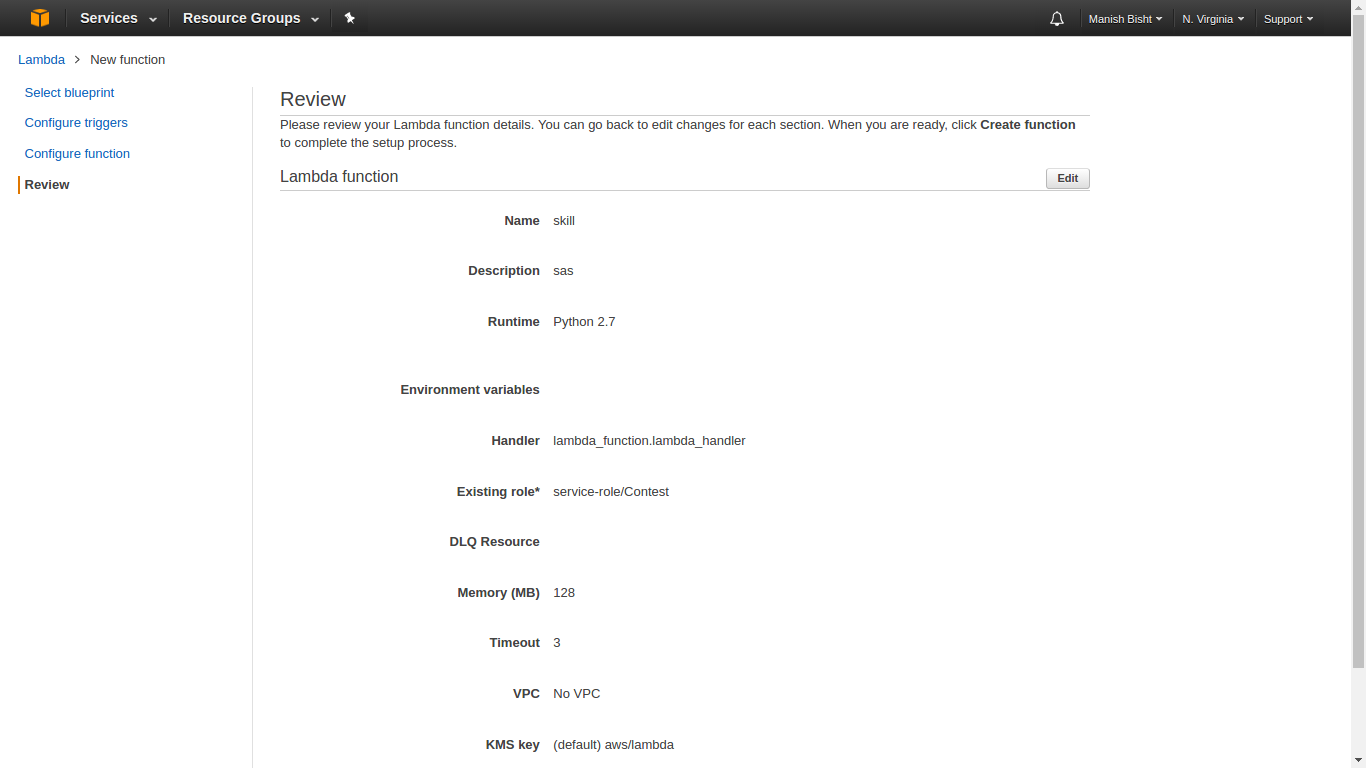 Services Resource Groups Manish Bisht N. Virginia Support
Lambda > New function
Select blueprint
Configure triggers
Configure function
Review
Review
Please review your Lambda function details. You can go back to edit changes for each section. When you are ready, click Create function
to complete the setup process.
Lambda function Edit
Name skill
Description sas
Runtime Python 2.7
Environment variables
Handler lambda_function.lambda_handler
Existing role* service-role/Contest
DLQ Resource
Memory (MB) 128
Timeout 3
VPC No VPC
KMS key (default) aws/lambda